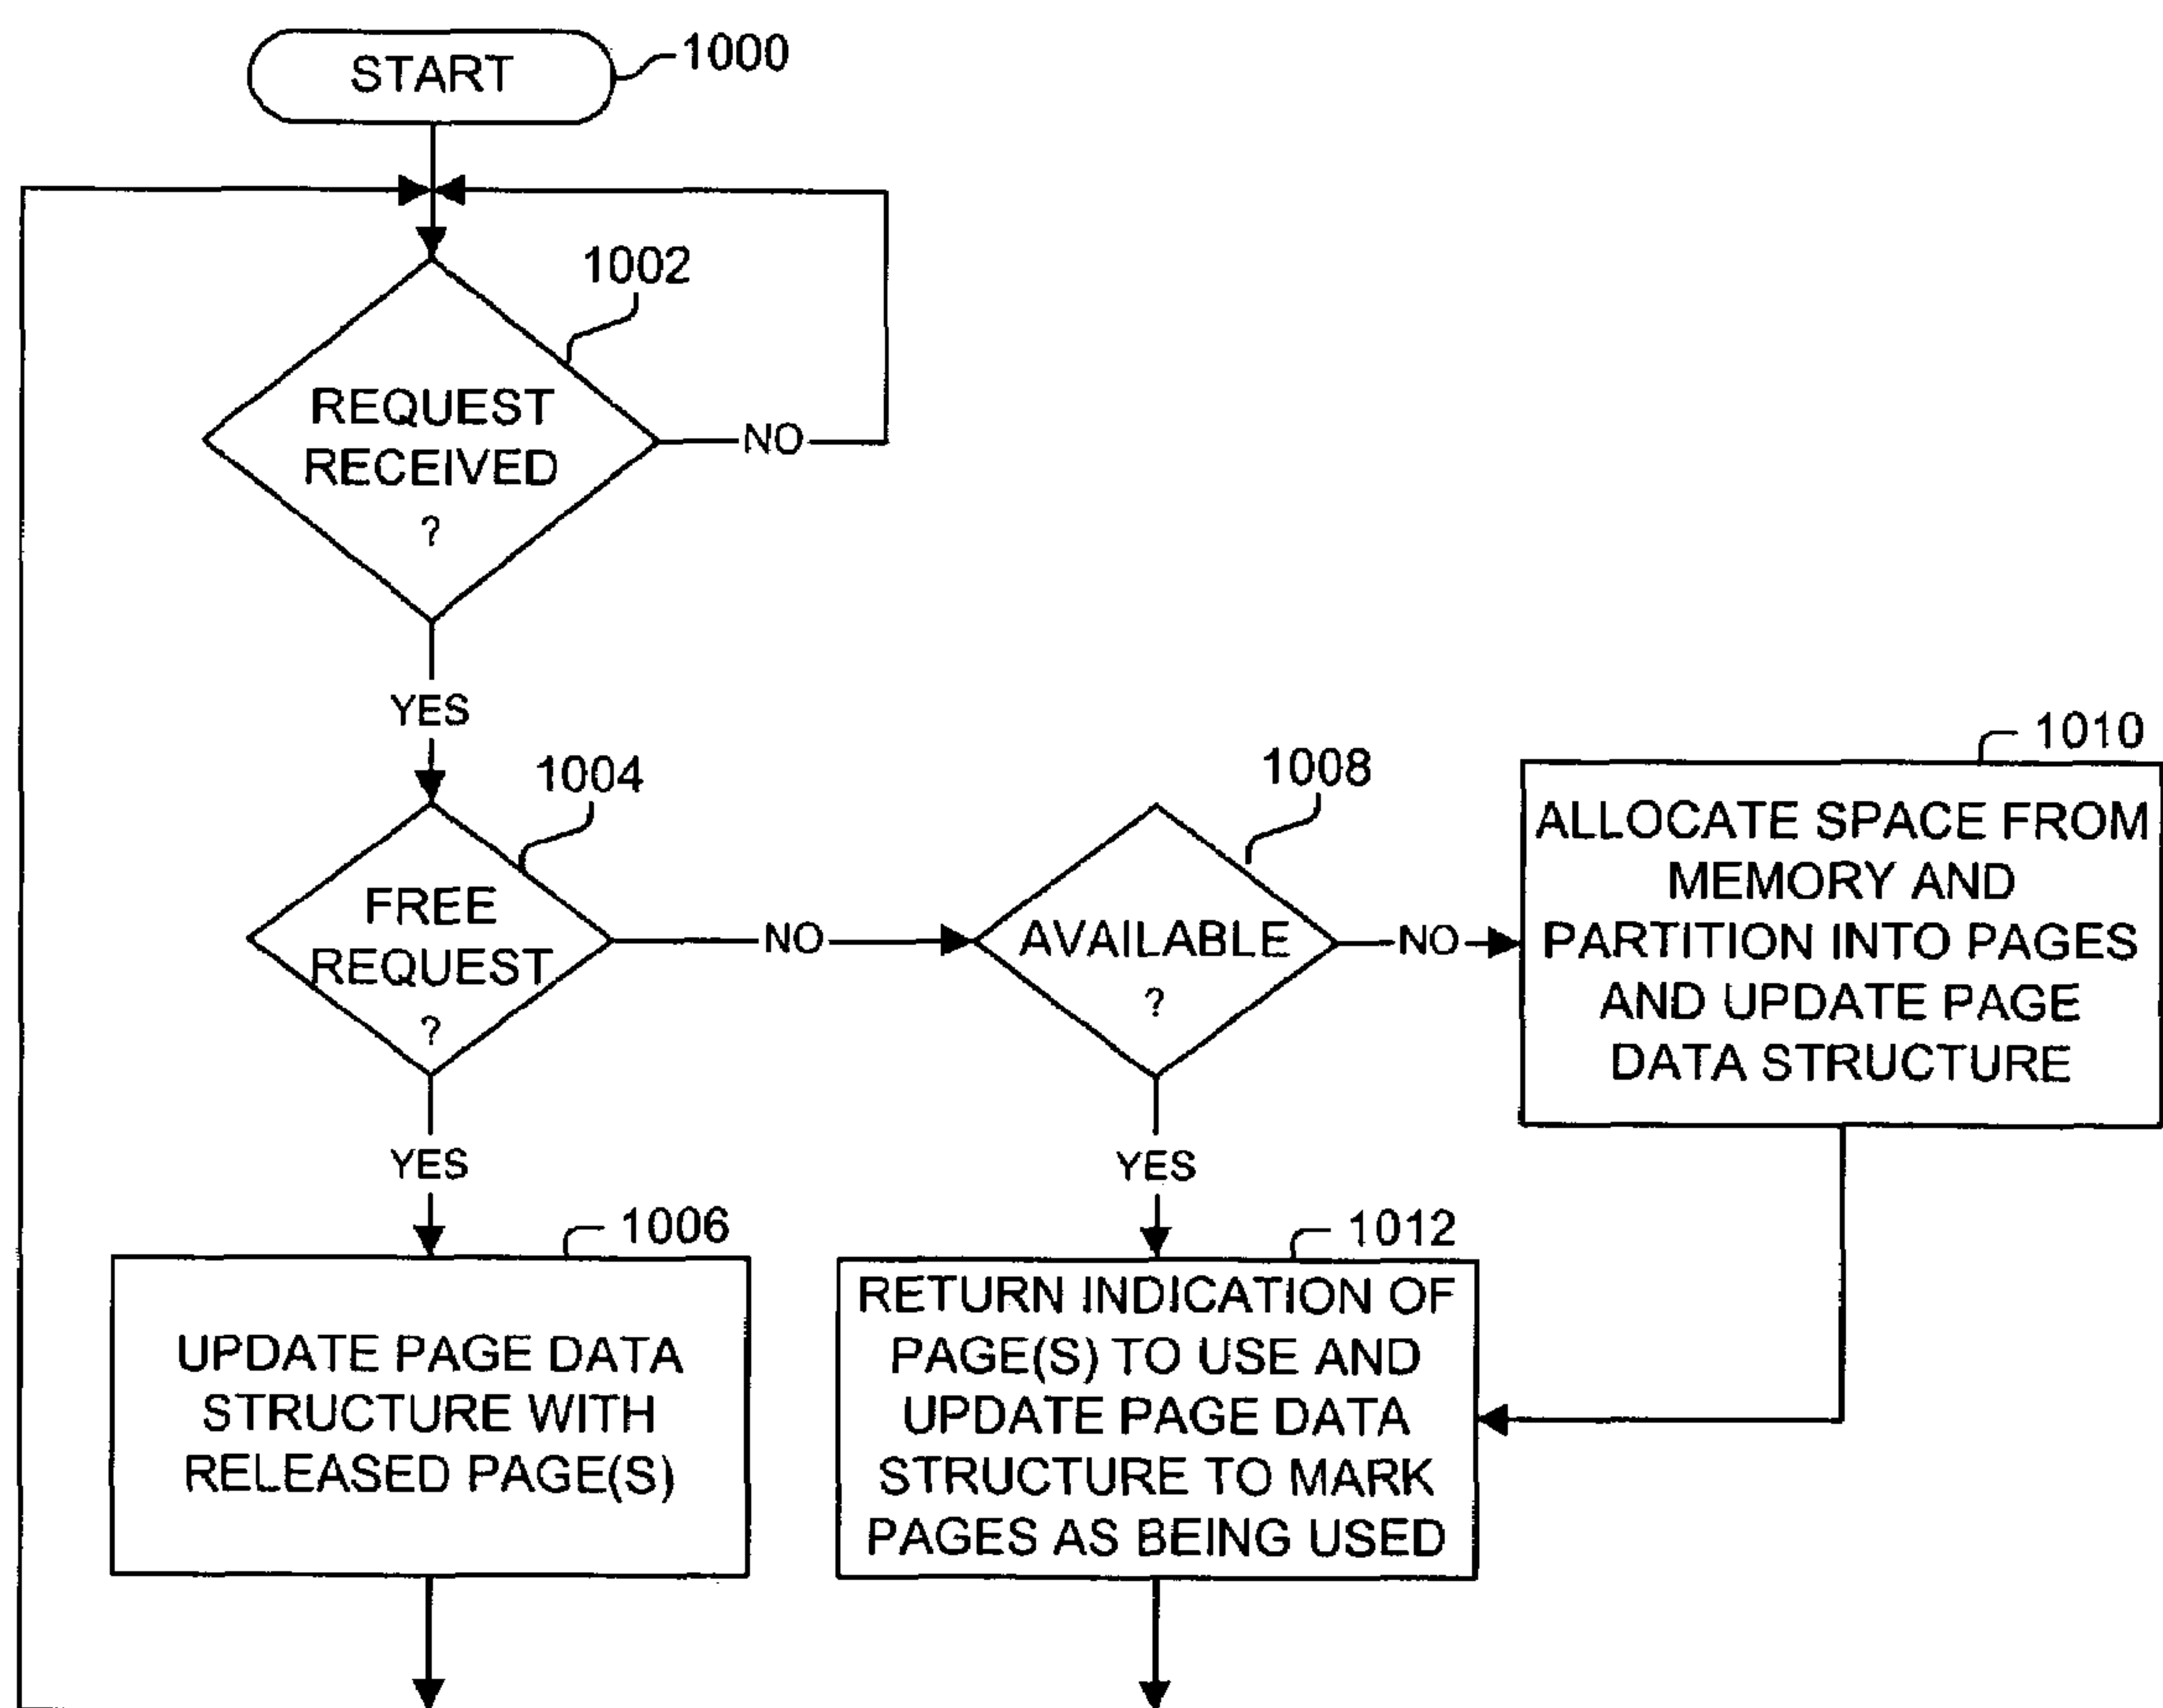 START
1000
1002
REQUEST
RECEIVED
?
NO
YES
1004
FREE
REQUEST
?
NO
1008
AVAILABLE
?
NO
1010
ALLOCATE SPACE FROM
MEMORY AND
PARTITION INTO PAGES
AND UPDATE PAGE
DATA STRUCTURE
YES
YES
1006
UPDATE PAGE DATA
STRUCTURE WITH
RELEASED PAGE(S)
1012
RETURN INDICATION OF
PAGE(S) TO USE AND
UPDATE PAGE DATA
STRUCTURE TO MARK
PAGES AS BEING USED